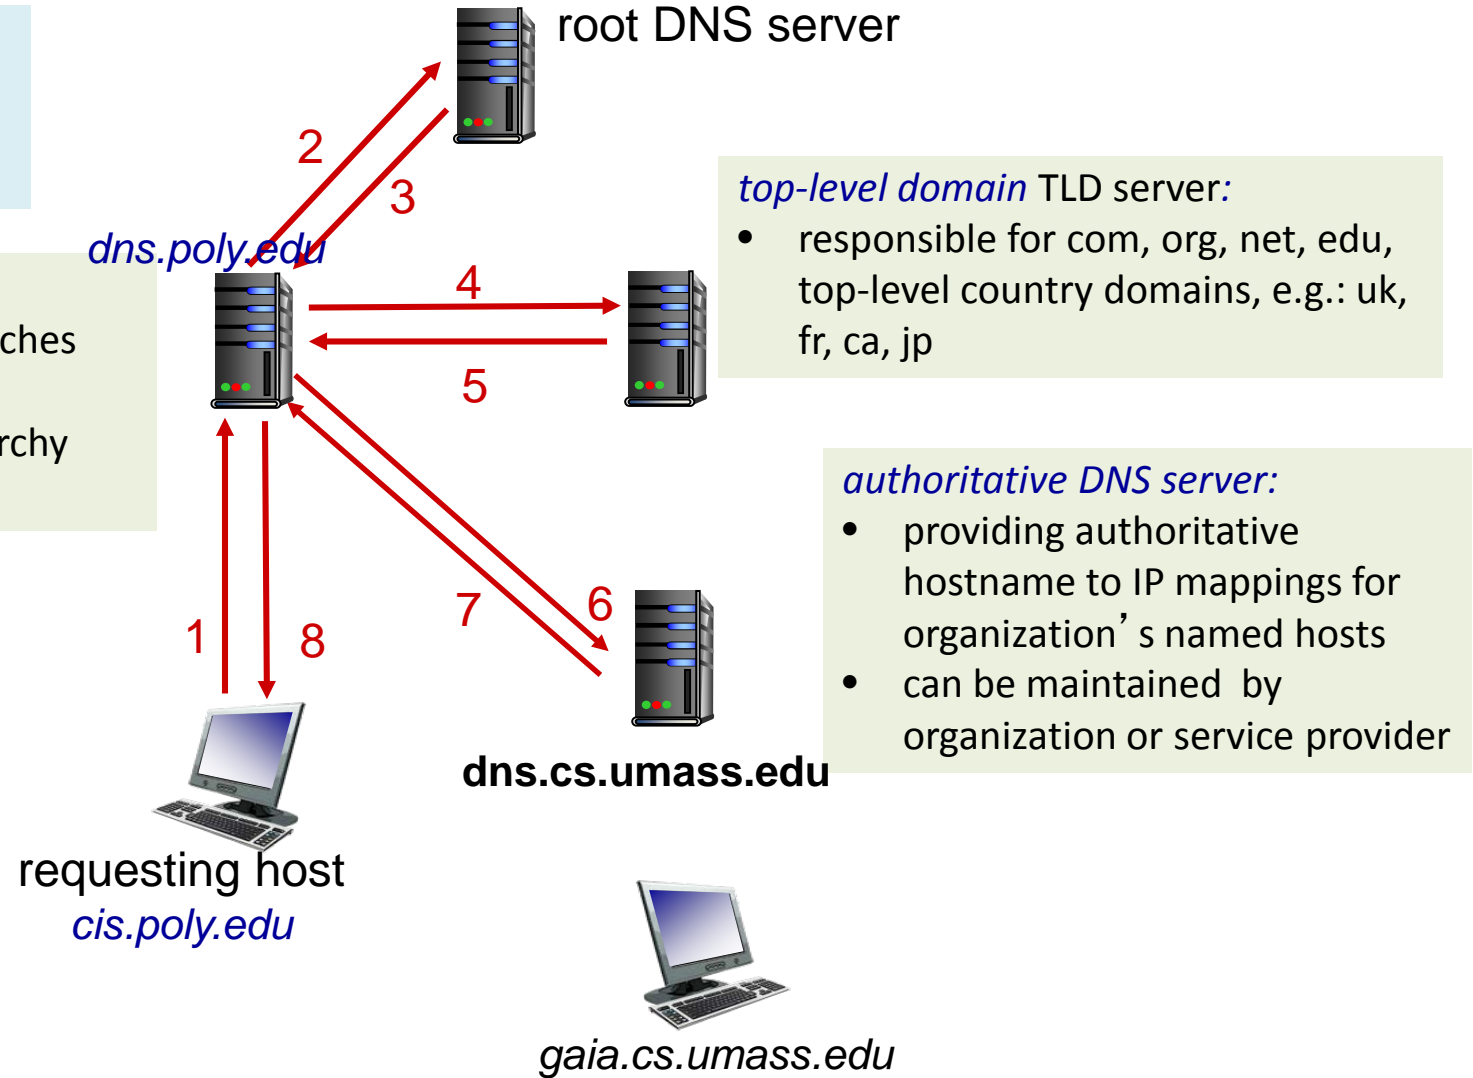 root DNS server
2
3
dns.poly.edu
ches
rchy
4
5
top-level domain TLD server:
• responsible for com, org, net, edu,
top-level country domains, e.g.: uk,
fr, ca, jp
authoritative DNS server:
• providing authoritative
hostname to IP mappings for
organization’s named hosts
• can be maintained by
organization or service provider
1
8
7
6
dns.cs.umass.edu
requesting host
cis.poly.edu
gaia.cs.umass.edu